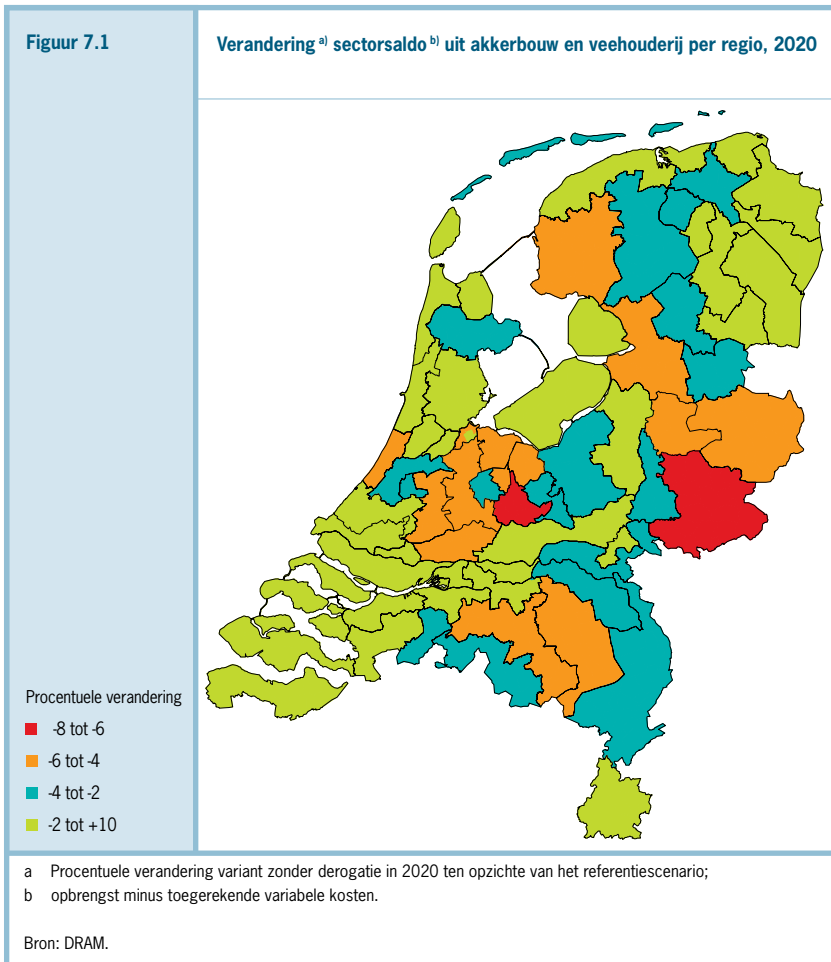 Figuur 7.1
Verandering a) sectorsaldo b) uit akkerbouw en veehouderij per regio, 2020
Procentuele verandering
-8 tot -6
-6 tot -4
-4 tot -2
-2 tot +10
a Procentuele verandering variant zonder derogatie in 2020 ten opzichte van het referentiescenario;
b opbrengst minus toegerekende variabele kosten.
Bron: DRAM.